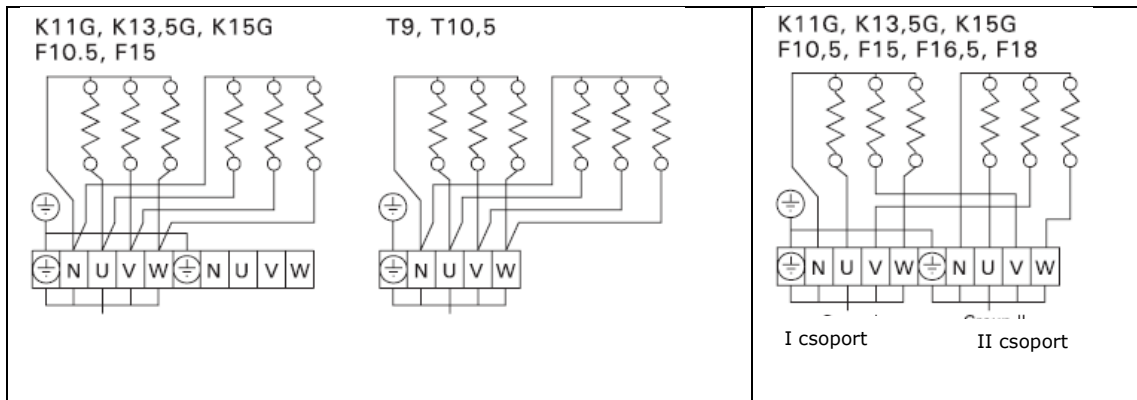 K11G, K13,5G, K15G
F10.5, F15
T9, T10,5
N U V W N U V W
N U V W
K11G, K13,5G, K15G
F10,5, F15, F16,5, F18
N U V W N U V W
I csoport
II csoport